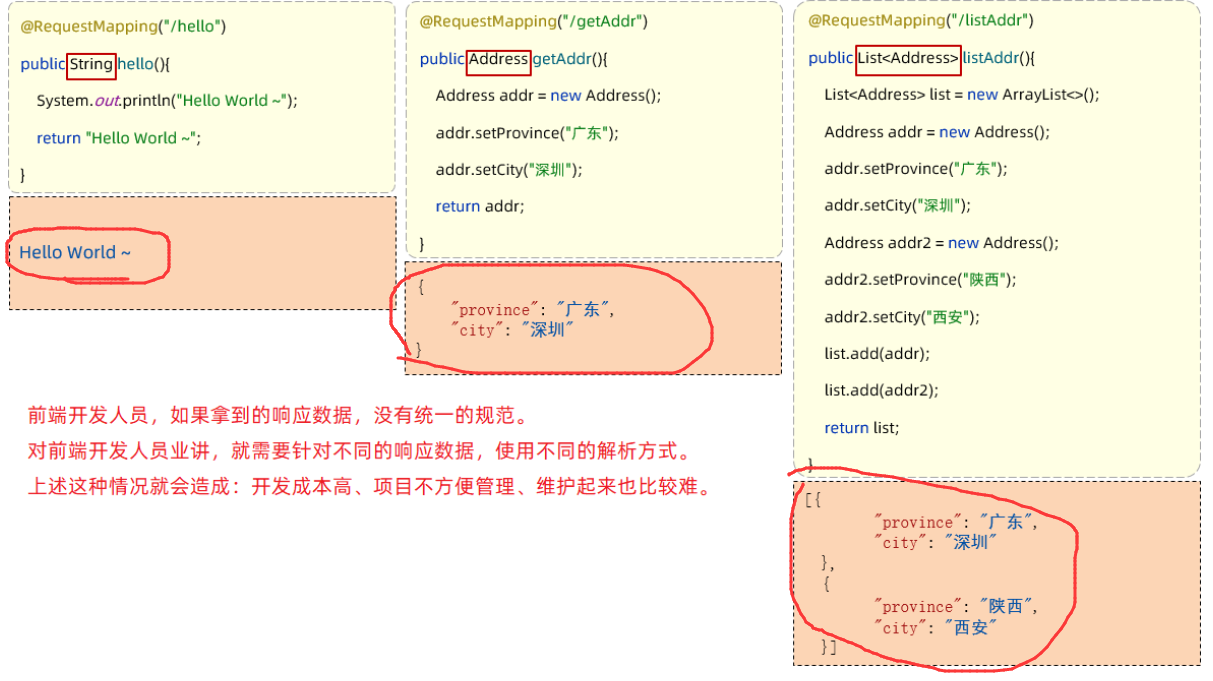 @RequestMapping("/hello")
public String hello(){
System.out.println("Hello World ~");
return "Hello World ~";
}
Hello World ~
@RequestMapping("/getAddr")
public Address getAddr(){
Address addr = new Address();
addr.setProvince("广东");
addr.setCity("深圳");
return addr;
}
{
"province": "广东",
"city": "深圳"
}
@RequestMapping("/listAddr")
public List<Address> listAddr(){
List<Address> list = new ArrayList<>();
Address addr = new Address();
addr.setProvince("广东");
addr.setCity("深圳");
Address addr2 = new Address();
addr2.setProvince("陕西");
addr2.setCity("西安");
list.add(addr);
list.add(addr2);
return list;
}
[{
"province": "广东",
"city": "深圳"
},
{
"province": "陕西",
"city": "西安"
}]
前端开发人员，如果拿到的响应数据，没有统一的规范。
对前端开发人员业讲，就需要针对不同的响应数据，使用不同的解析方式。
上述这种情况就会造成：开发成本高、项目不方便管理、维护起来也比较难。